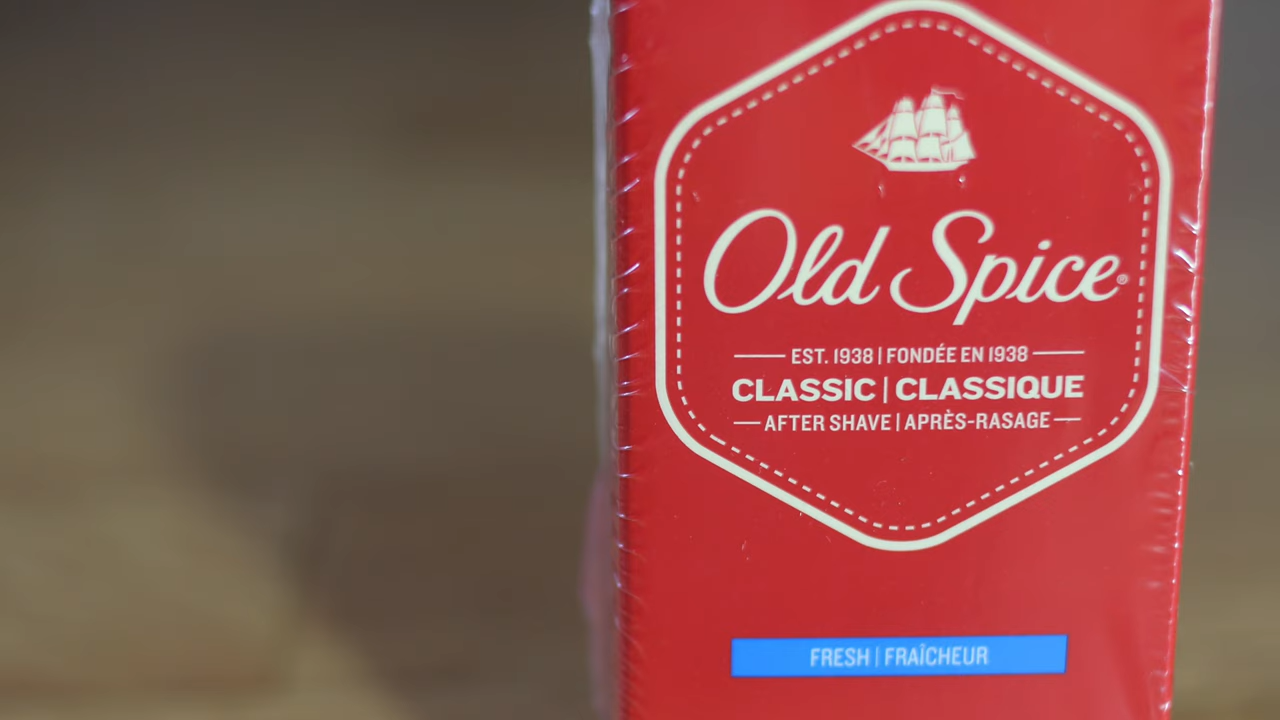 Old Spice®
EST. 1938 | FONDÉE EN 1938
CLASSIC | CLASSIQUE
AFTER SHAVE | APRÈS-RASAGE
FRESH | FRAÎCHEUR